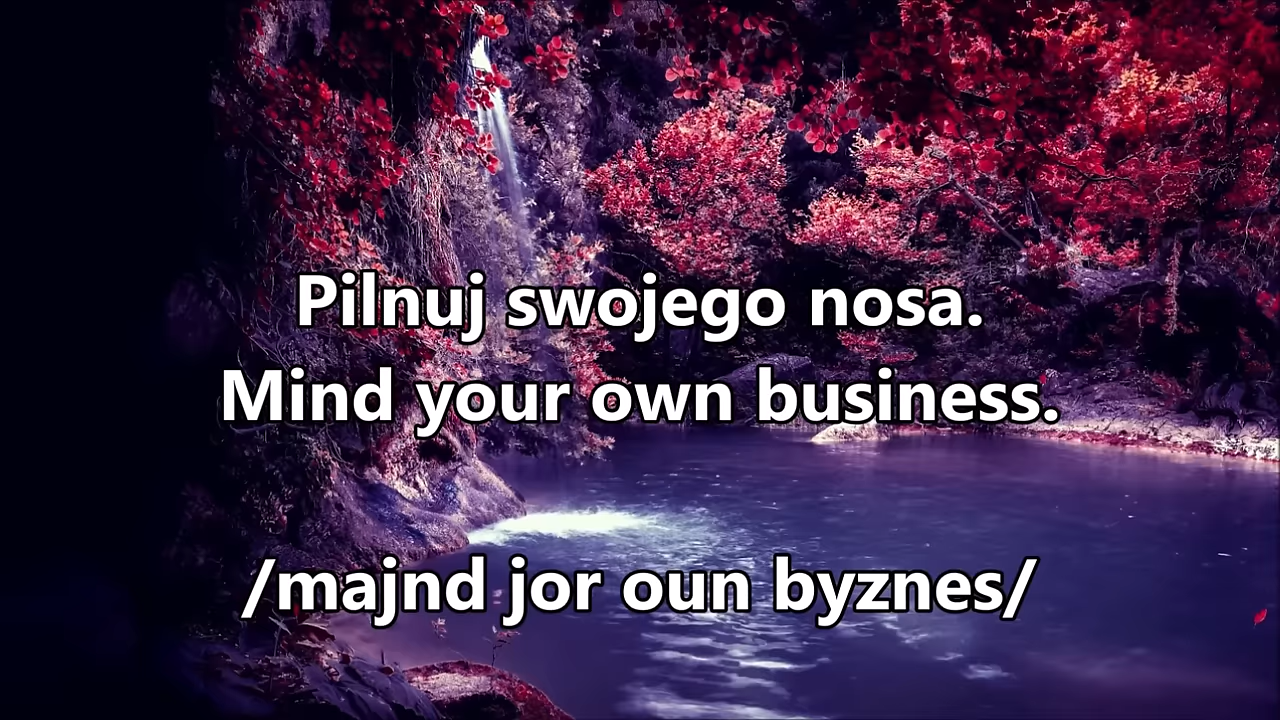 Pilnuj swojego nosa.
Mind your own business.
/majnd jor oun byznes/